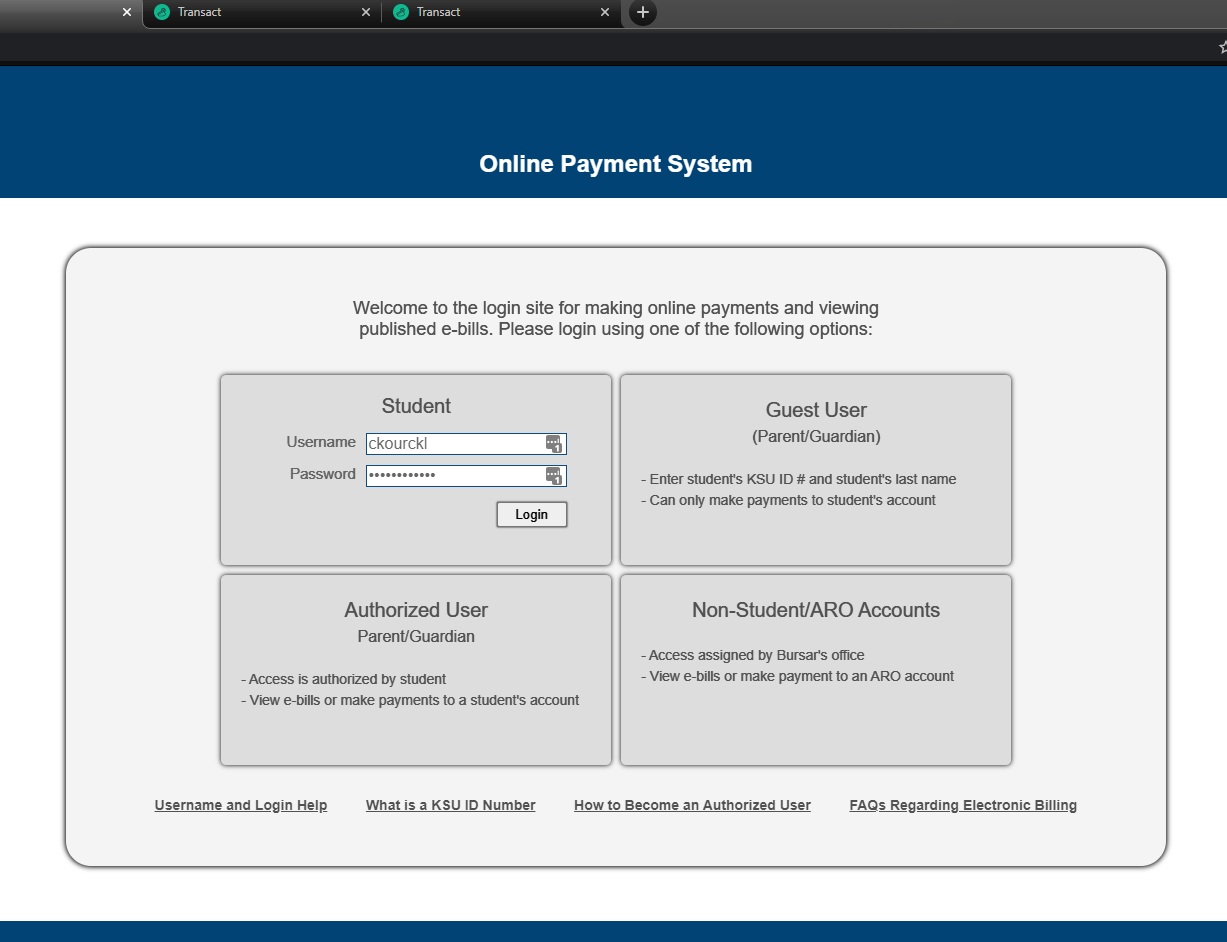 Transact
Transact
Online Payment System
Welcome to the login site for making online payments and viewing
published e-bills. Please login using one of the following options:
Student
Username ckourckl
Password ••••••••••••
Login
Guest User
(Parent/Guardian)
- Enter student's KSU ID # and student's last name
- Can only make payments to student's account
Authorized User
Parent/Guardian
- Access is authorized by student
- View e-bills or make payments to a student's account
Non-Student/ARO Accounts
- Access assigned by Bursar's office
- View e-bills or make payment to an ARO account
Username and Login Help
What is a KSU ID Number
How to Become an Authorized User
FAQs Regarding Electronic Billing